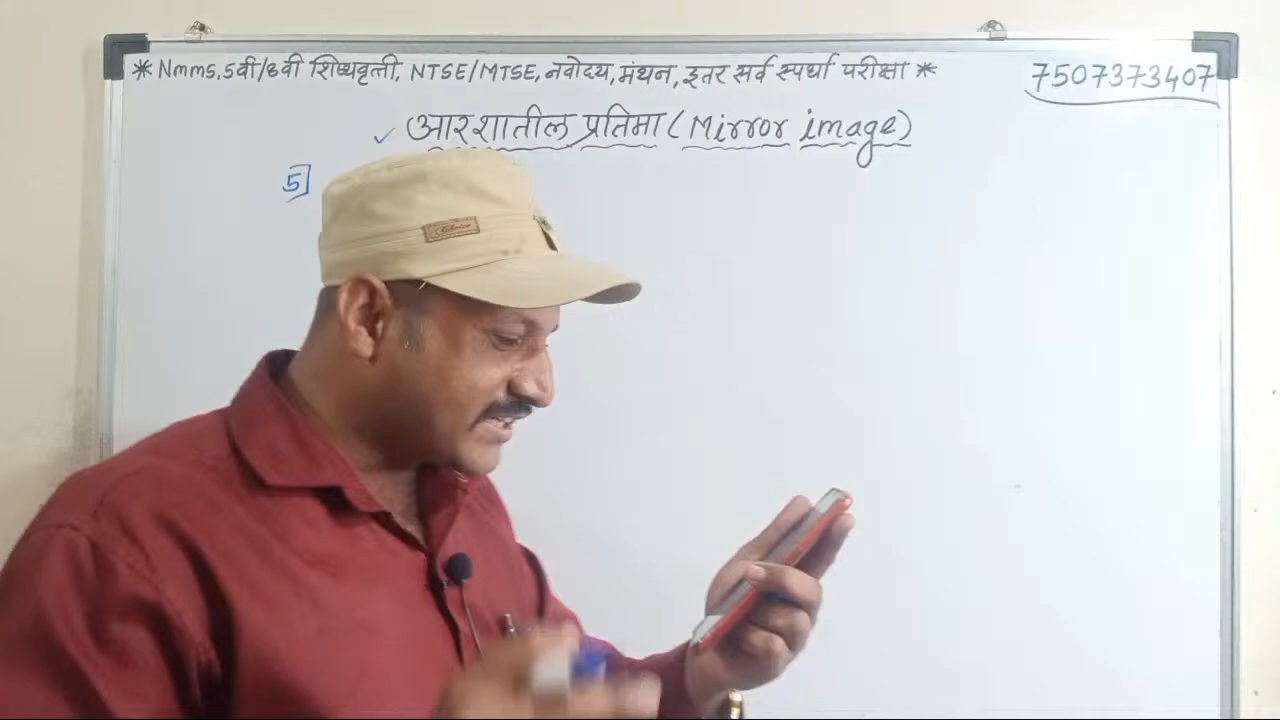 * Nmms, 5वी/8वी शिष्यवृत्ती, NTSE/MTSE, नवोदय, मंथन, इतर सर्व स्पर्धा परीक्षा *
7507373407
✓ आरशातील प्रतिमा (Mirror image)
5]